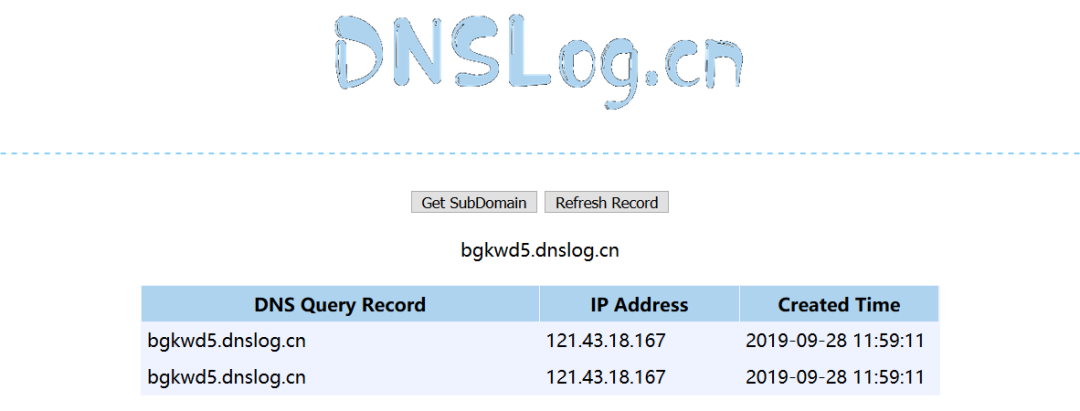 DNSLog.cn
Get SubDomain Refresh Record
bgkwd5.dnslog.cn
DNS Query Record IP Address Created Time
bgkwd5.dnslog.cn 121.43.18.167 2019-09-28 11:59:11
bgkwd5.dnslog.cn 121.43.18.167 2019-09-28 11:59:11